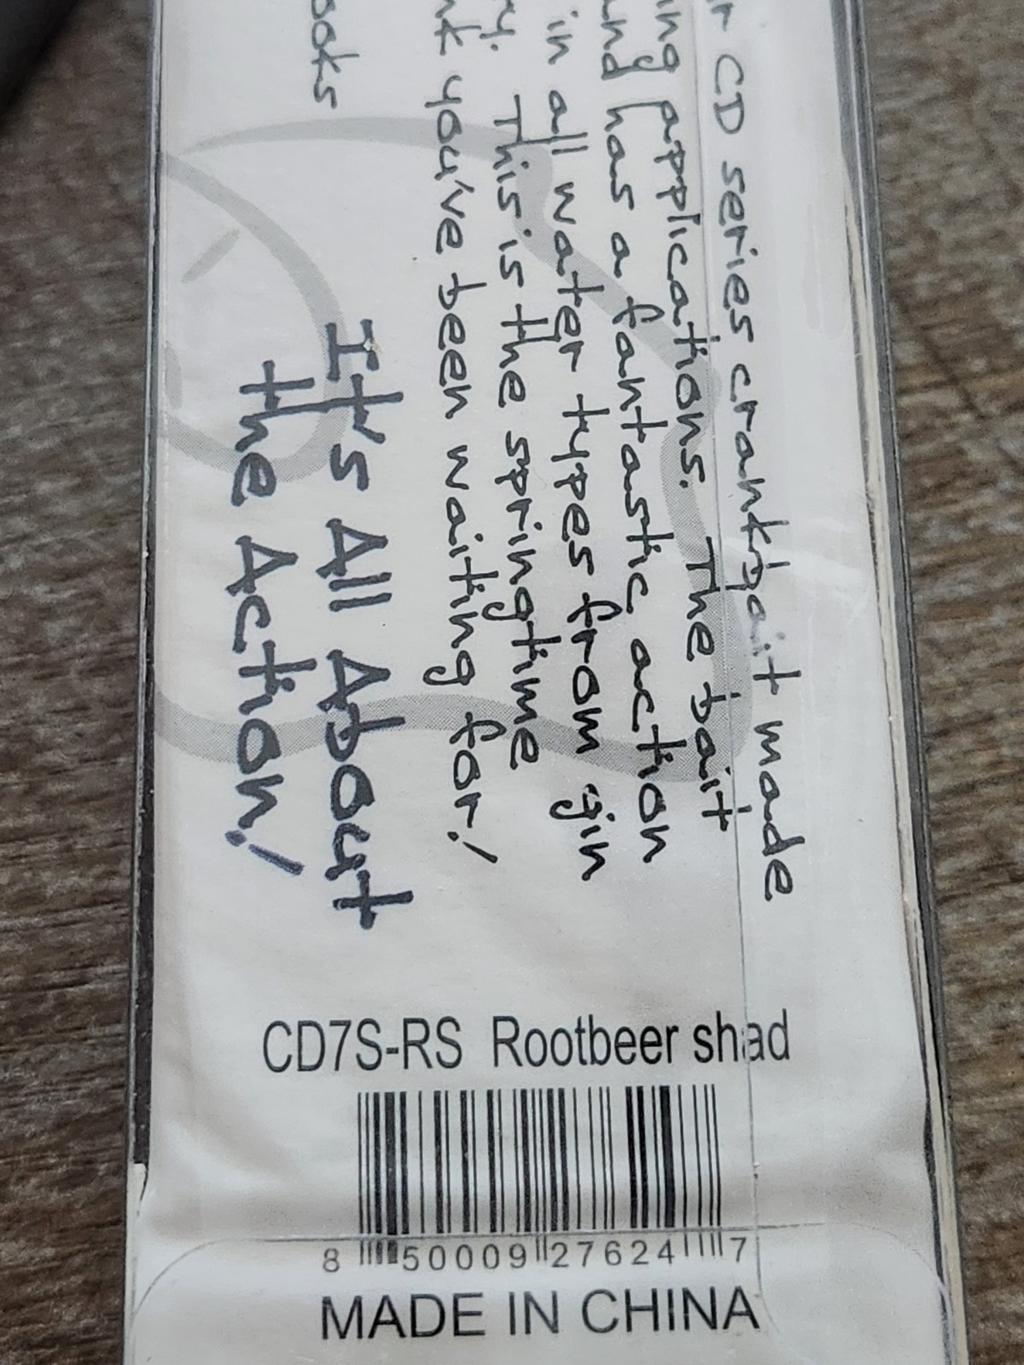 CD series crankbait made
applications. The bait
has a fantastic action
in all water types from gin
This is the springtime
you've been waiting for!
It's All About
the Action!
CD7S-RS Rootbeer shad
8 50009 27624 7
MADE IN CHINA